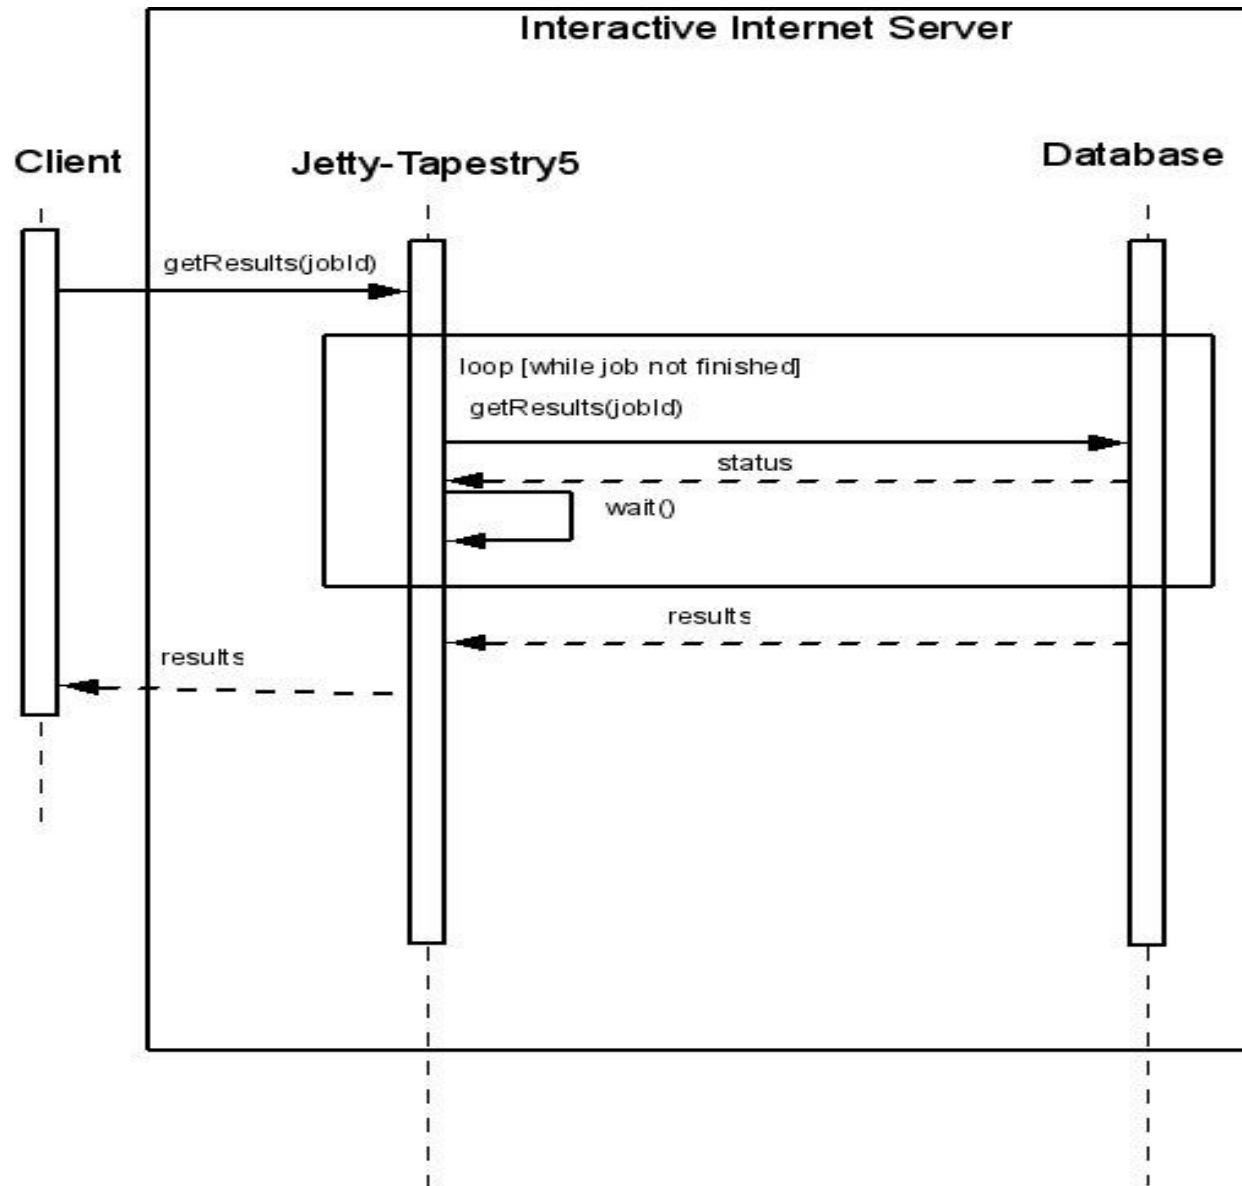 Interactive Internet Server
Client
Jetty-Tapestry5
Database
getResults(jobId)
loop [while job not finished]
getResults(jobId)
status
wait()
results
results